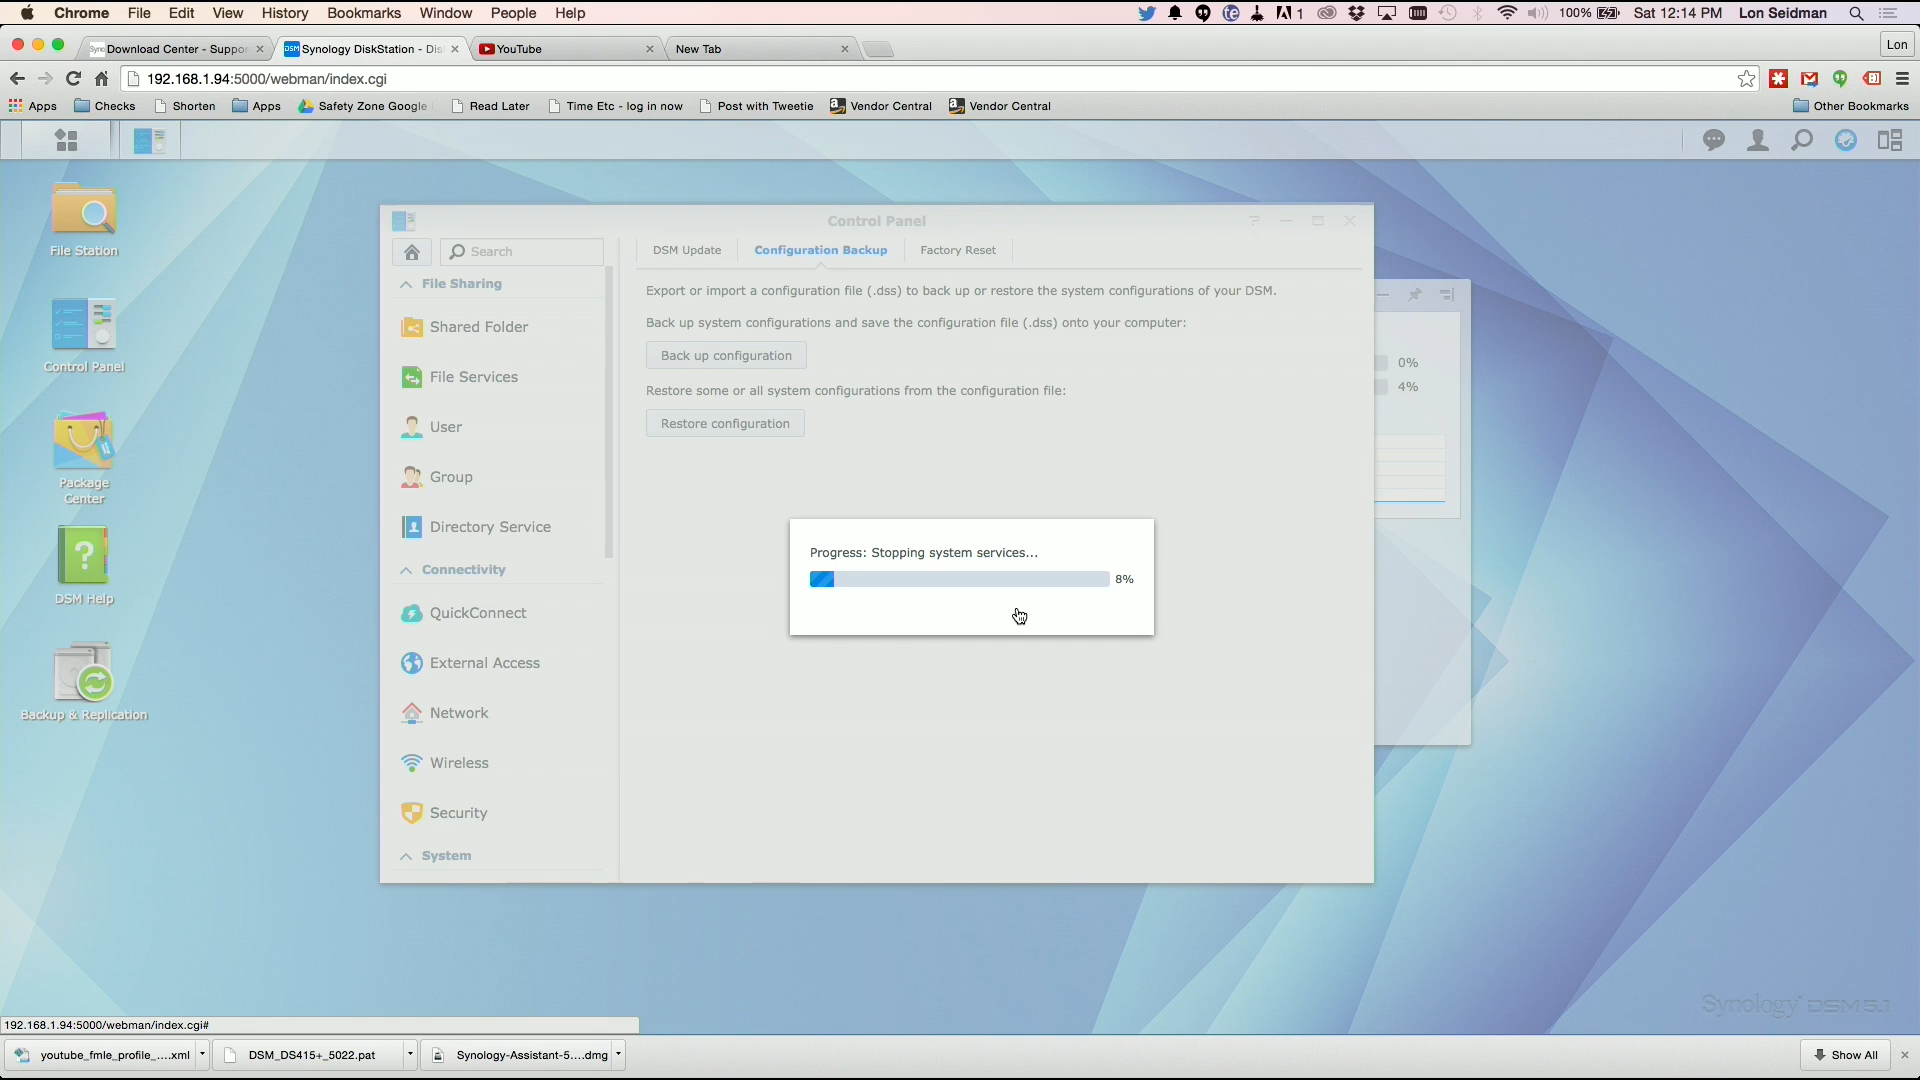 Chrome File Edit View History Bookmarks Window People Help
1 100% Sat 12:14 PM Lon Seidman
Download Center - Suppor
Synology DiskStation - Dis
YouTube
New Tab
Lon
192.168.1.94:5000/webman/index.cgi
Apps Checks Shorten Apps Safety Zone Google Read Later Time Etc - log in now Post with Tweetie Vendor Central Vendor Central Other Bookmarks
File Station
Control Panel
Package
Center
DSM Help
Backup & Replication
Control Panel
Search
File Sharing
Shared Folder
File Services
User
Group
Directory Service
Connectivity
QuickConnect
External Access
Network
Wireless
Security
System
DSM Update Configuration Backup Factory Reset
Export or import a configuration file (.dss) to back up or restore the system configurations of your DSM.
Back up system configurations and save the configuration file (.dss) onto your computer:
Back up configuration
Restore some or all system configurations from the configuration file:
Restore configuration
0%
4%
Progress: Stopping system services...
8%
Synology DSM 5.1
192.168.1.94:5000/webman/index.cgi#
youtube_fmle_profile_....xml
DSM_DS415+_5022.pat
Synology-Assistant-5....dmg
Show All